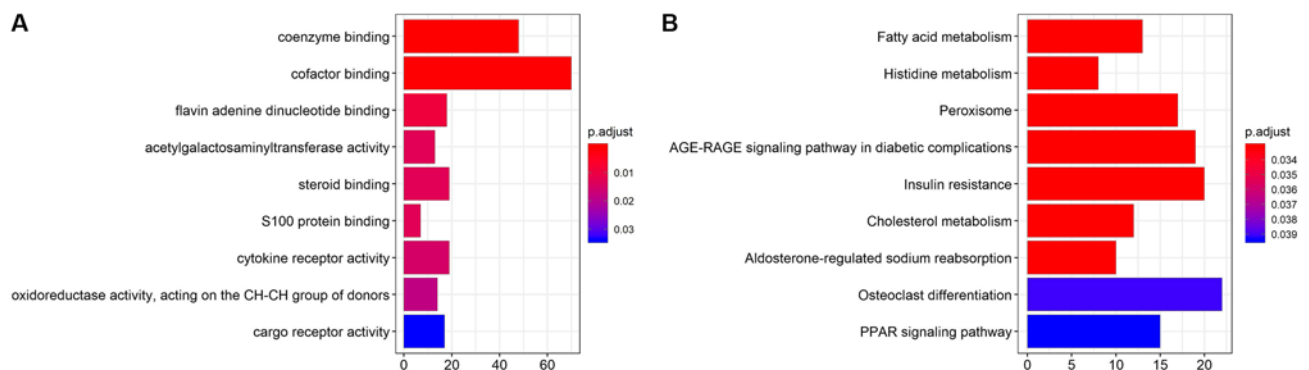 A
coenzyme binding
cofactor binding
flavin adenine dinucleotide binding
acetylgalactosaminyltransferase activity
steroid binding
S100 protein binding
cytokine receptor activity
oxidoreductase activity, acting on the CH-CH group of donors
cargo receptor activity
0 20 40 60
p.adjust
0.01
0.02
0.03
B
Fatty acid metabolism
Histidine metabolism
Peroxisome
AGE-RAGE signaling pathway in diabetic complications
Insulin resistance
Cholesterol metabolism
Aldosterone-regulated sodium reabsorption
Osteoclast differentiation
PPAR signaling pathway
0 5 10 15 20
p.adjust
0.034
0.035
0.036
0.037
0.038
0.039